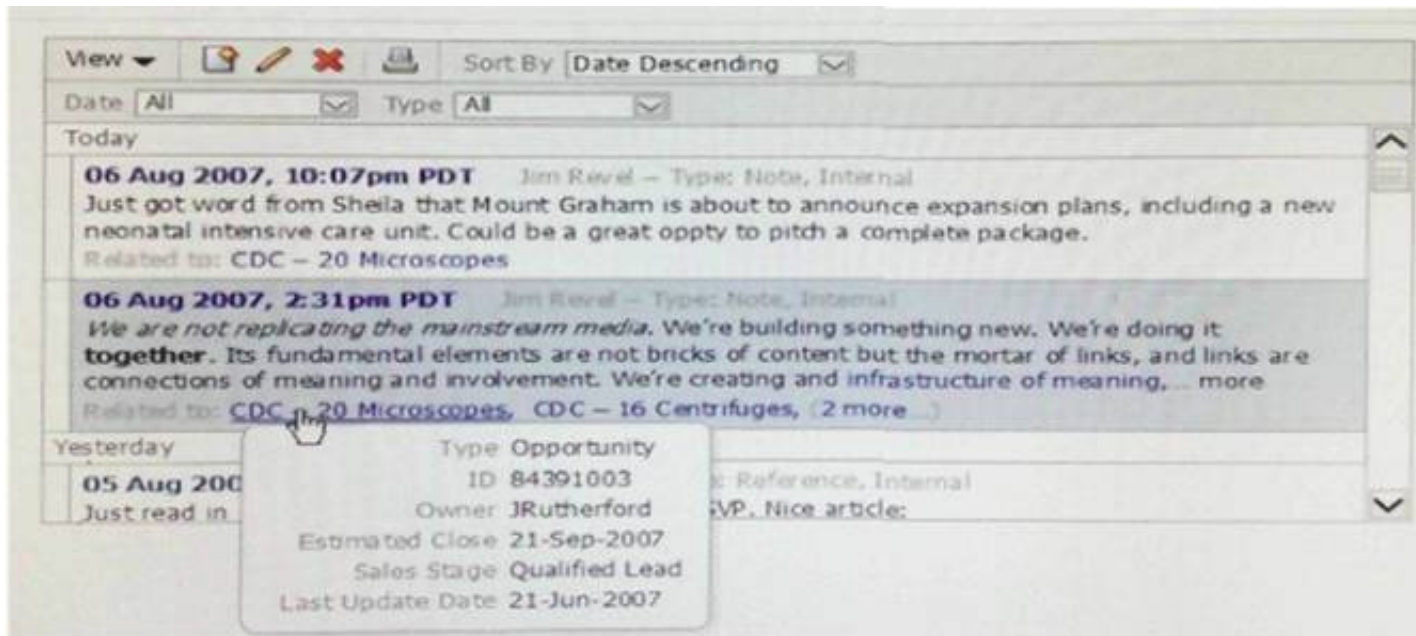 View
Sort By Date Descending
Date All Type All
Today
06 Aug 2007, 10:07pm PDT Jim Revel – Type: Note, Internal
Just got word from Sheila that Mount Graham is about to announce expansion plans, including a new
neonatal intensive care unit. Could be a great oppty to pitch a complete package.
Related to: CDC – 20 Microscopes
06 Aug 2007, 2:31pm PDT Jim Revel – Type: Note, Internal
We are not replicating the mainstream media. We're building something new. We're doing it
together. Its fundamental elements are not bricks of content but the mortar of links, and links are
connections of meaning and involvement. We're creating and infrastructure of meaning,... more
Related to: CDC – 20 Microscopes, CDC – 16 Centrifuges, (2 more...)
Yesterday
05 Aug 200 : Reference, Internal
Just read in SVP. Nice article:
Type Opportunity
ID 84391003
Owner JRutherford
Estimated Close 21-Sep-2007
Sales Stage Qualified Lead
Last Update Date 21-Jun-2007